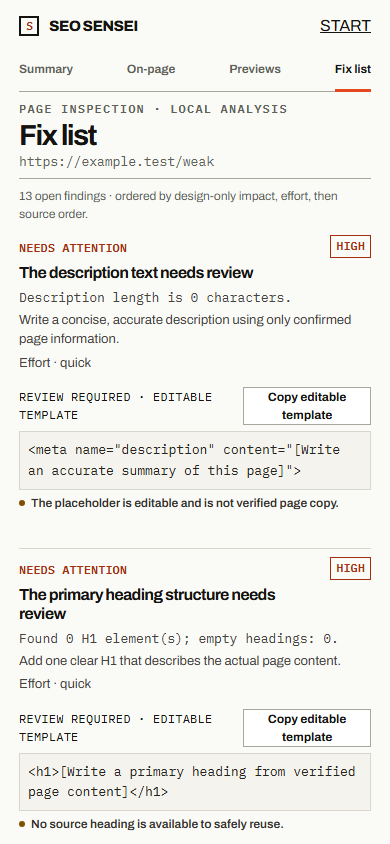 S SEO SENSEI START
Summary On-page Previews Fix list
PAGE INSPECTION · LOCAL ANALYSIS
Fix list
https://example.test/weak
13 open findings · ordered by design-only impact, effort, then
source order.
NEEDS ATTENTION HIGH
The description text needs review
Description length is 0 characters.
Write a concise, accurate description using only confirmed
page information.
Effort · quick
REVIEW REQUIRED · EDITABLE
TEMPLATE
Copy editable
template
<meta name="description" content="[Write
an accurate summary of this page]">
The placeholder is editable and is not verified page copy.
NEEDS ATTENTION HIGH
The primary heading structure needs
review
Found 0 H1 element(s); empty headings: 0.
Add one clear H1 that describes the actual page content.
Effort · quick
REVIEW REQUIRED · EDITABLE
TEMPLATE
Copy editable
template
<h1>[Write a primary heading from verified
page content]</h1>
No source heading is available to safely reuse.